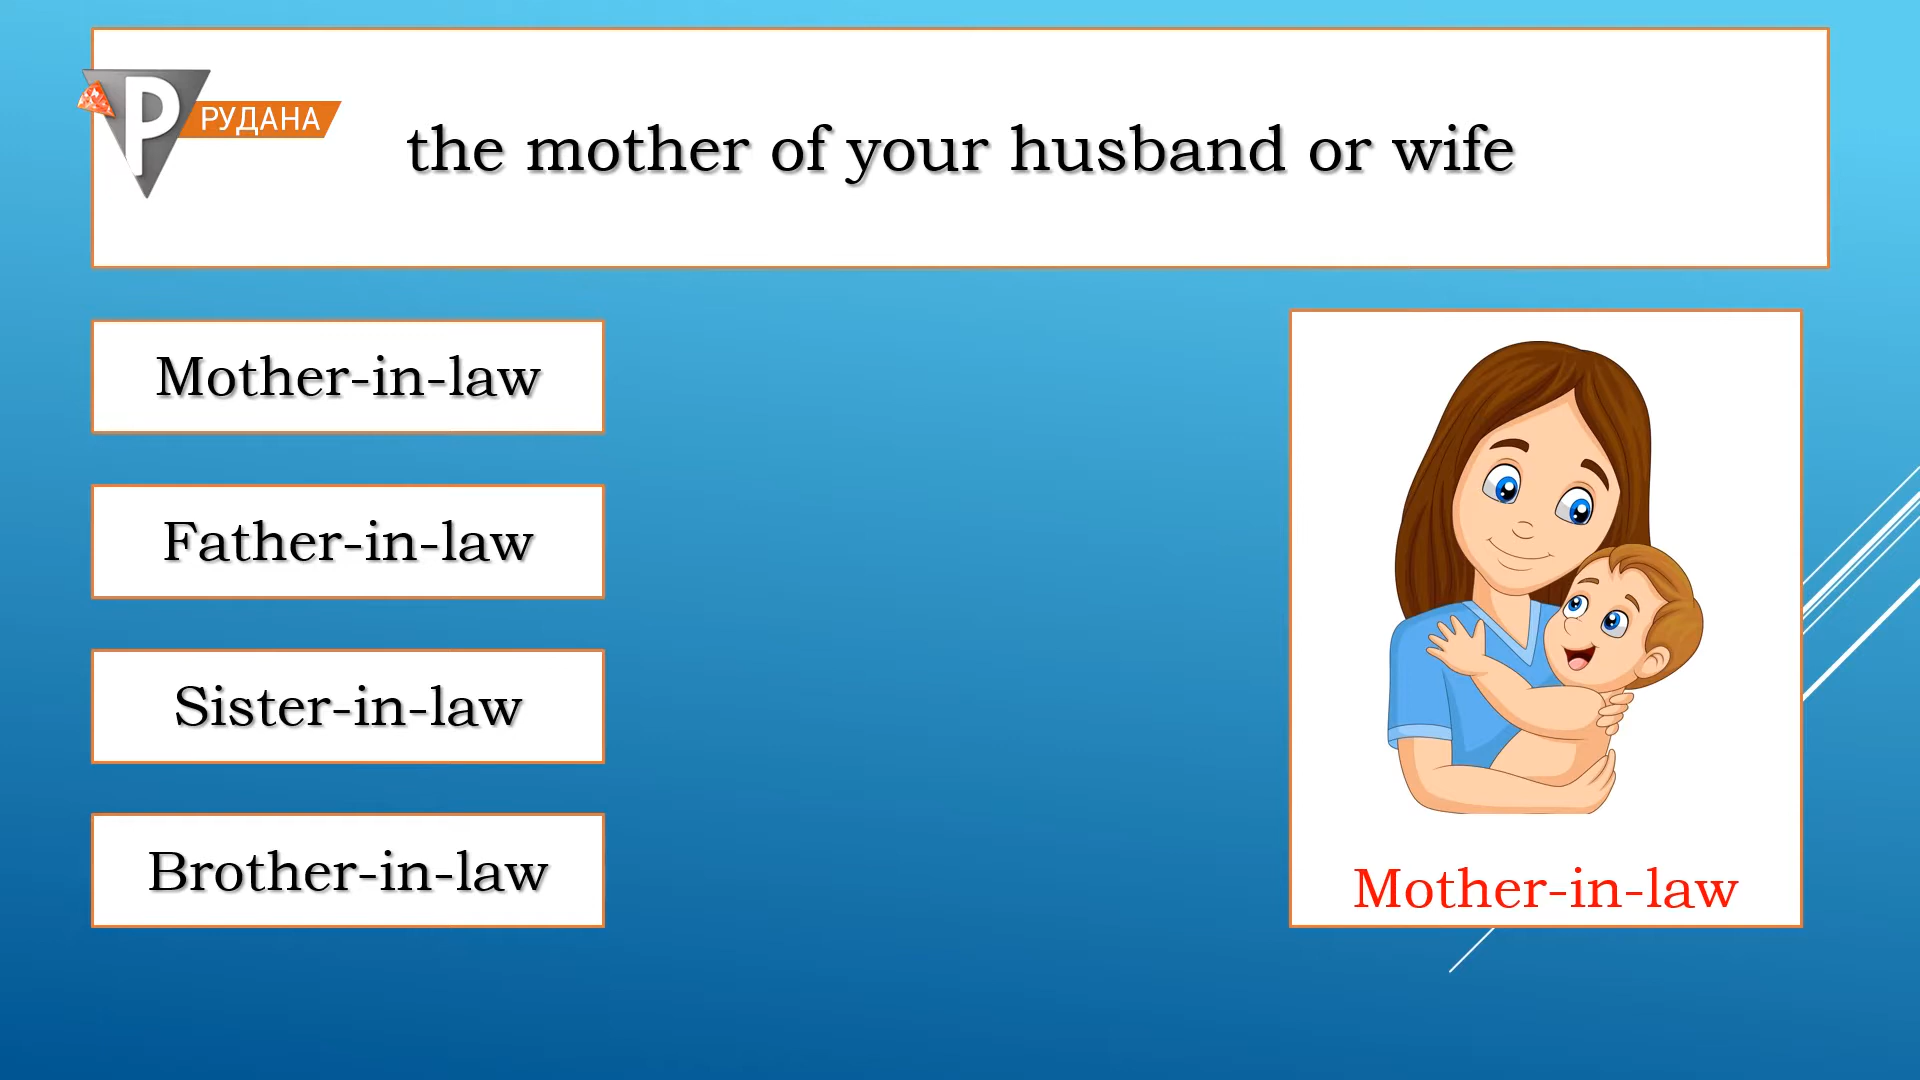 Р РУДАНА
the mother of your husband or wife
Mother-in-law
Father-in-law
Sister-in-law
Brother-in-law
Mother-in-law